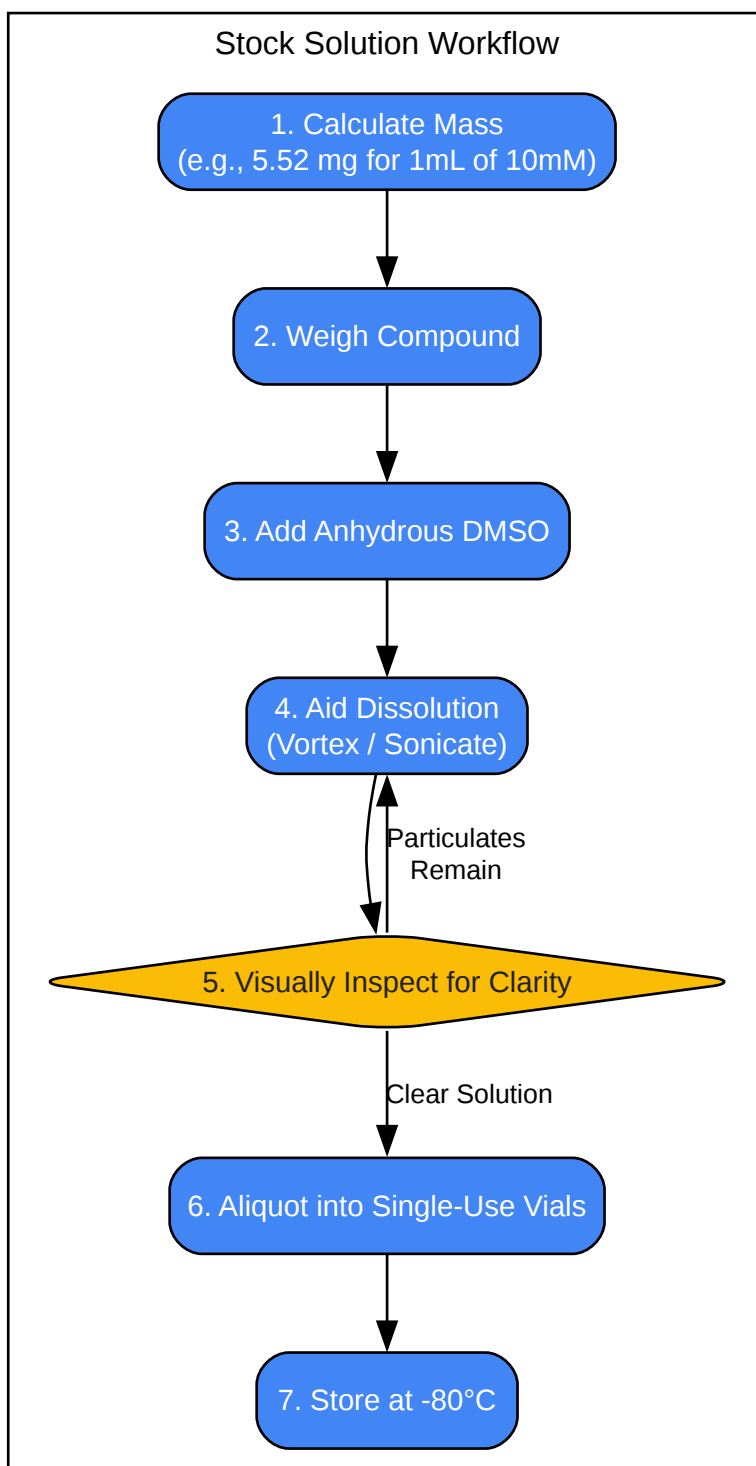 Stock Solution Workflow
1. Calculate Mass
(e.g., 5.52 mg for 1mL of 10mM)
2. Weigh Compound
3. Add Anhydrous DMSO
4. Aid Dissolution
(Vortex / Sonicate)
Particulates
Remain
5. Visually Inspect for Clarity
Clear Solution
6. Aliquot into Single-Use Vials
7. Store at -80°C